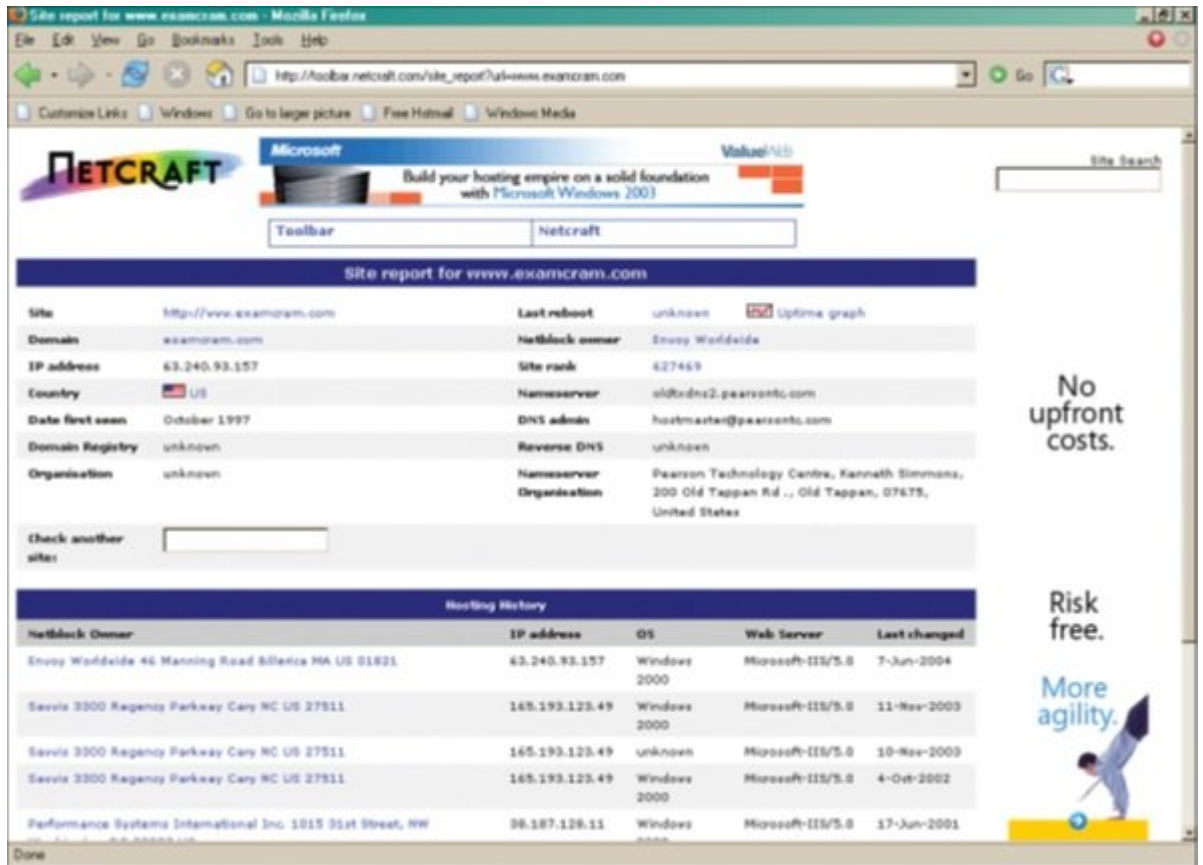 Site report for www.examcram.com - Mozilla Firefox
File Edit View Go Bookmarks Tools Help
http://toolbar.netcraft.com/site_report?url=www.examcram.com
Go
Customize Links Windows Go to larger picture Free Hotmail Windows Media
NETCRAFT
Microsoft ValueWeb
Build your hosting empire on a solid foundation
with Microsoft Windows 2003
Site Search
Toolbar Netcraft
Site report for www.examcram.com
Site http://www.examcram.com Last reboot unknown Uptime graph
Domain examcram.com Netblock owner Envoy Worldwide
IP address 63.240.93.157 Site rank 627469
Country US Nameserver oldtxdns2.pearsontc.com
Date first seen October 1997 DNS admin hostmaster@pearsontc.com
Domain Registry unknown Reverse DNS unknown
Organisation unknown Nameserver Organisation Pearson Technology Centre, Kenneth Simmons,
200 Old Tappan Rd ., Old Tappan, 07675,
United States
Check another
site:
No
upfront
costs.
Hosting History
Netblock Owner IP address OS Web Server Last changed
Envoy Worldwide 46 Manning Road Billerica MA US 01821 63.240.93.157 Windows 2000 Microsoft-IIS/5.0 7-Jun-2004
Savvis 3300 Regency Parkway Cary NC US 27511 165.193.123.49 Windows 2000 Microsoft-IIS/5.0 11-Nov-2003
Savvis 3300 Regency Parkway Cary NC US 27511 165.193.123.49 unknown Microsoft-IIS/5.0 10-Nov-2003
Savvis 3300 Regency Parkway Cary NC US 27511 165.193.123.49 Windows 2000 Microsoft-IIS/5.0 4-Oct-2002
Performance Systems International Inc. 1015 31st Street, NW 38.187.128.11 Windows Microsoft-IIS/5.0 17-Jun-2001
Risk
free.
More
agility.
Done